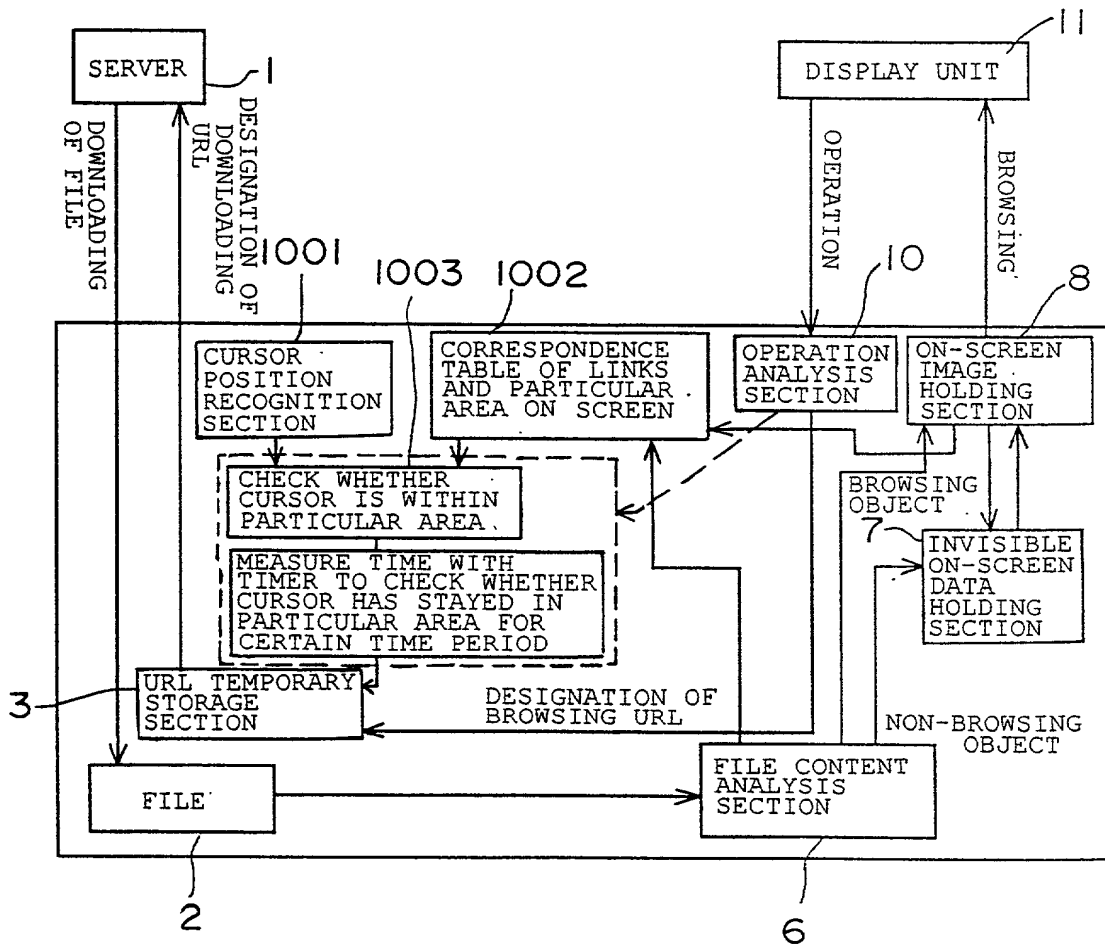 11
SERVER
1
DISPLAY UNIT
DOWNLOADING
OF FILE
DESIGNATION OF
DOWNLOADING
URL
OPERATION
BROWSING
1001
1003
1002
10
8
CURSOR
POSITION
RECOGNITION
SECTION
CORRESPONDENCE
TABLE OF LINKS
AND PARTICULAR
AREA ON SCREEN
OPERATION
ANALYSIS
SECTION
ON-SCREEN
IMAGE
HOLDING
SECTION
CHECK WHETHER
CURSOR IS WITHIN
PARTICULAR AREA
BROWSING
OBJECT
7
INVISIBLE
ON-SCREEN
DATA
HOLDING
SECTION
MEASURE TIME WITH
TIMER TO CHECK WHETHER
CURSOR HAS STAYED IN
PARTICULAR AREA FOR
CERTAIN TIME PERIOD
3
URL TEMPORARY
STORAGE
SECTION
DESIGNATION OF
BROWSING URL
NON-BROWSING
OBJECT
FILE
FILE CONTENT
ANALYSIS
SECTION
2
6